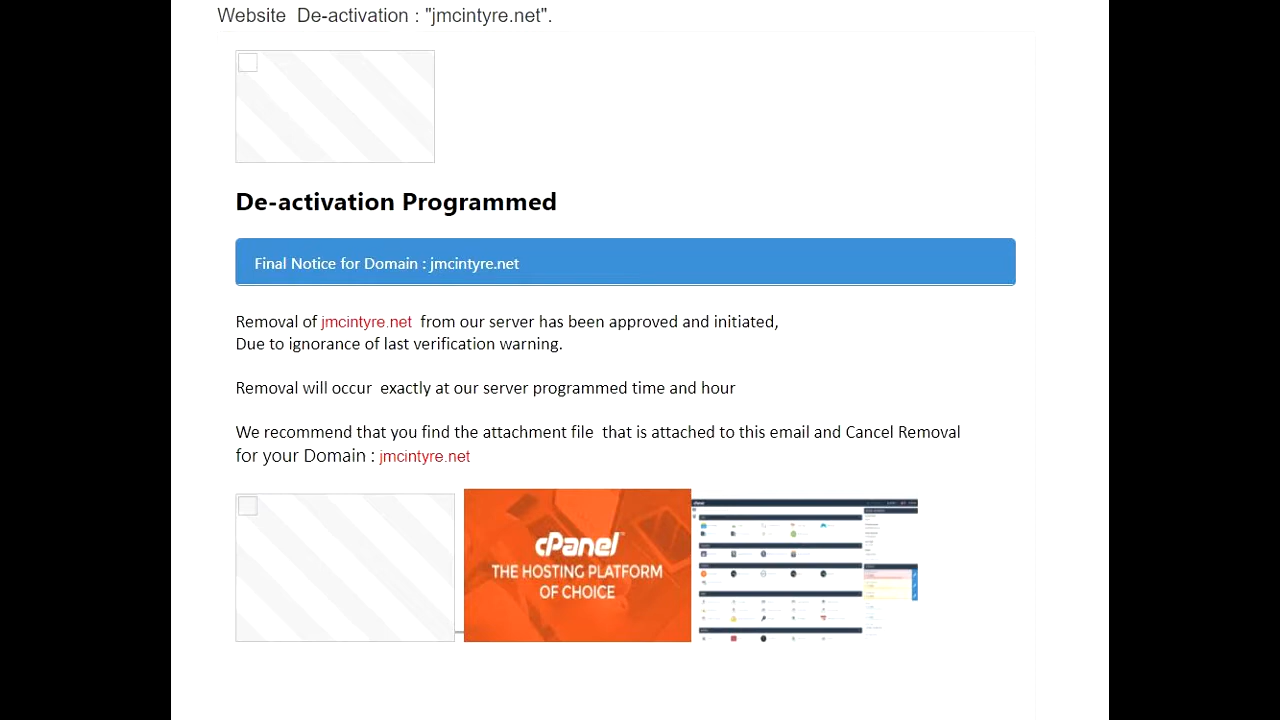 Website  De-activation : "jmcintyre.net".
De-activation Programmed
Final Notice for Domain : jmcintyre.net
Removal of jmcintyre.net  from our server has been approved and initiated,
Due to ignorance of last verification warning.
Removal will occur  exactly at our server programmed time and hour
We recommend that you find the attachment file  that is attached to this email and Cancel Removal
for your Domain : jmcintyre.net
cPanel
THE HOSTING PLATFORM
OF CHOICE